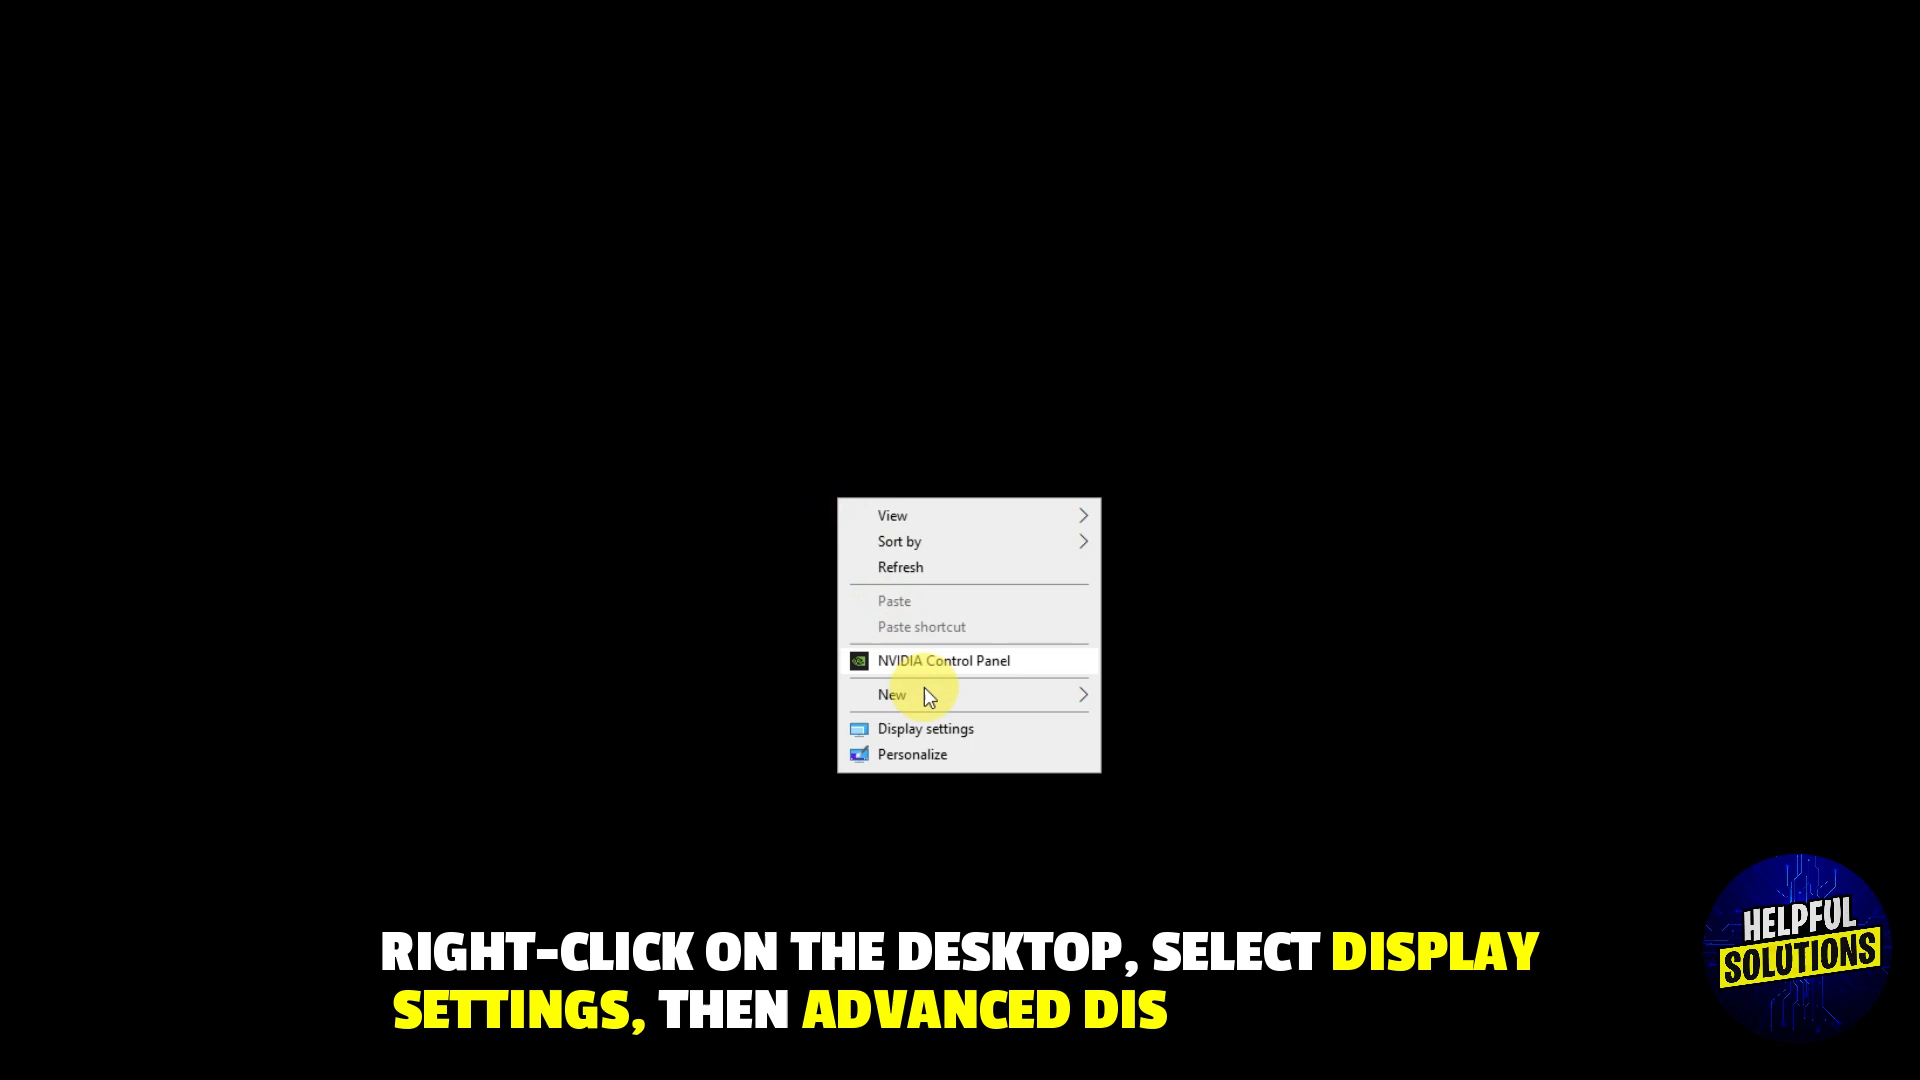 View
Sort by
Refresh
Paste
Paste shortcut
NVIDIA Control Panel
New
Display settings
Personalize
RIGHT-CLICK ON THE DESKTOP, SELECT DISPLAY
SETTINGS, THEN ADVANCED DIS
HELPFUL
SOLUTIONS